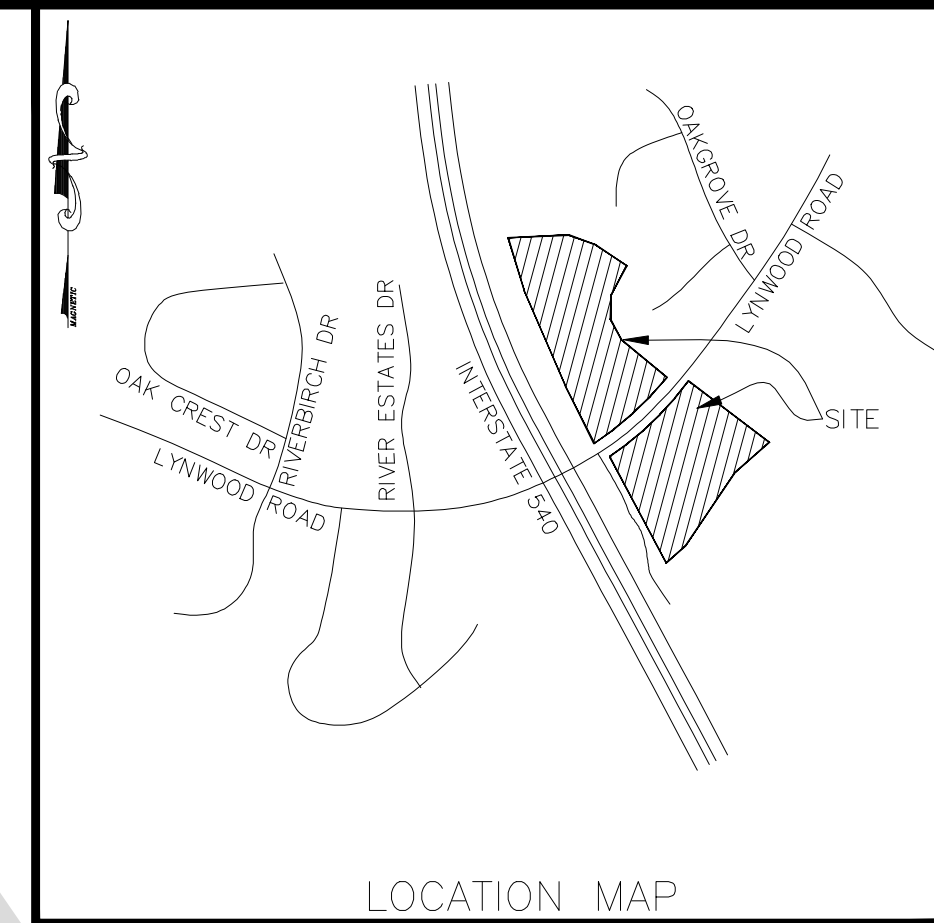 MAGNETIC
OAKGROVE DR
LYNWOOD ROAD
OAK CREST DR
RIVERBIRCH DR
RIVER ESTATES DR
LYNWOOD ROAD
INTERSTATE 540
SITE
LOCATION MAP